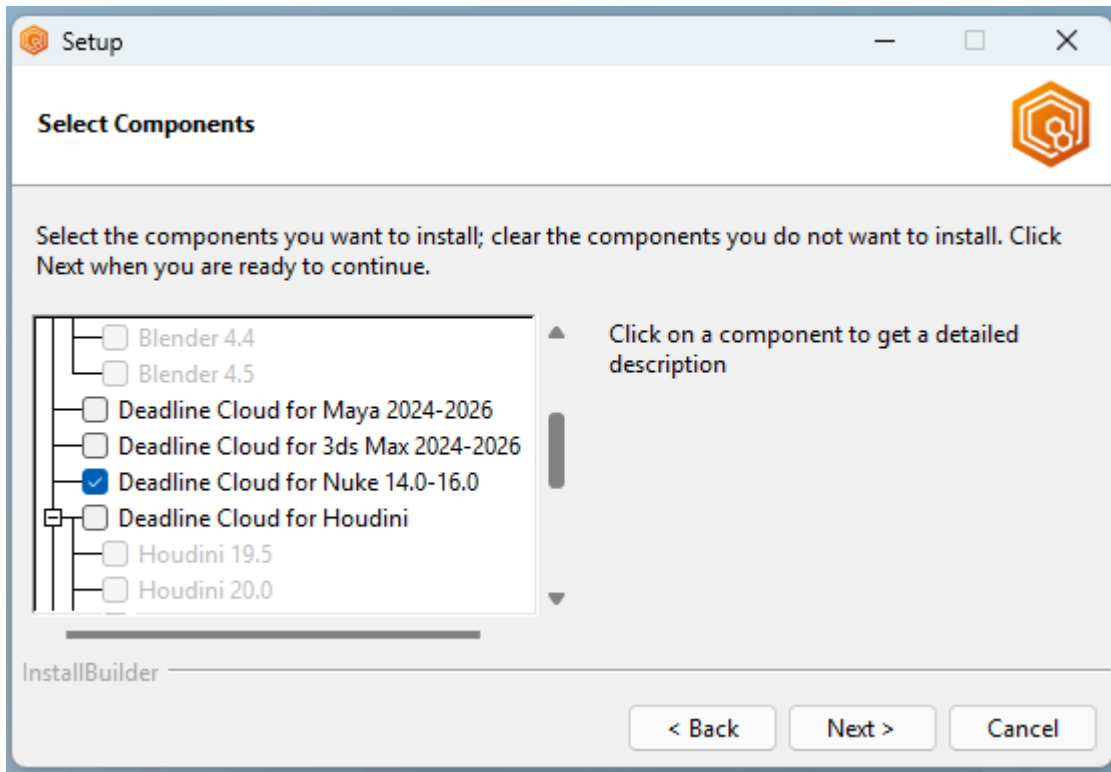 Setup
Select Components
Select the components you want to install; clear the components you do not want to install. Click
Next when you are ready to continue.
Blender 4.4
Blender 4.5
Deadline Cloud for Maya 2024-2026
Deadline Cloud for 3ds Max 2024-2026
Deadline Cloud for Nuke 14.0-16.0
Deadline Cloud for Houdini
Houdini 19.5
Houdini 20.0
Click on a component to get a detailed
description
InstallBuilder
< Back
Next >
Cancel